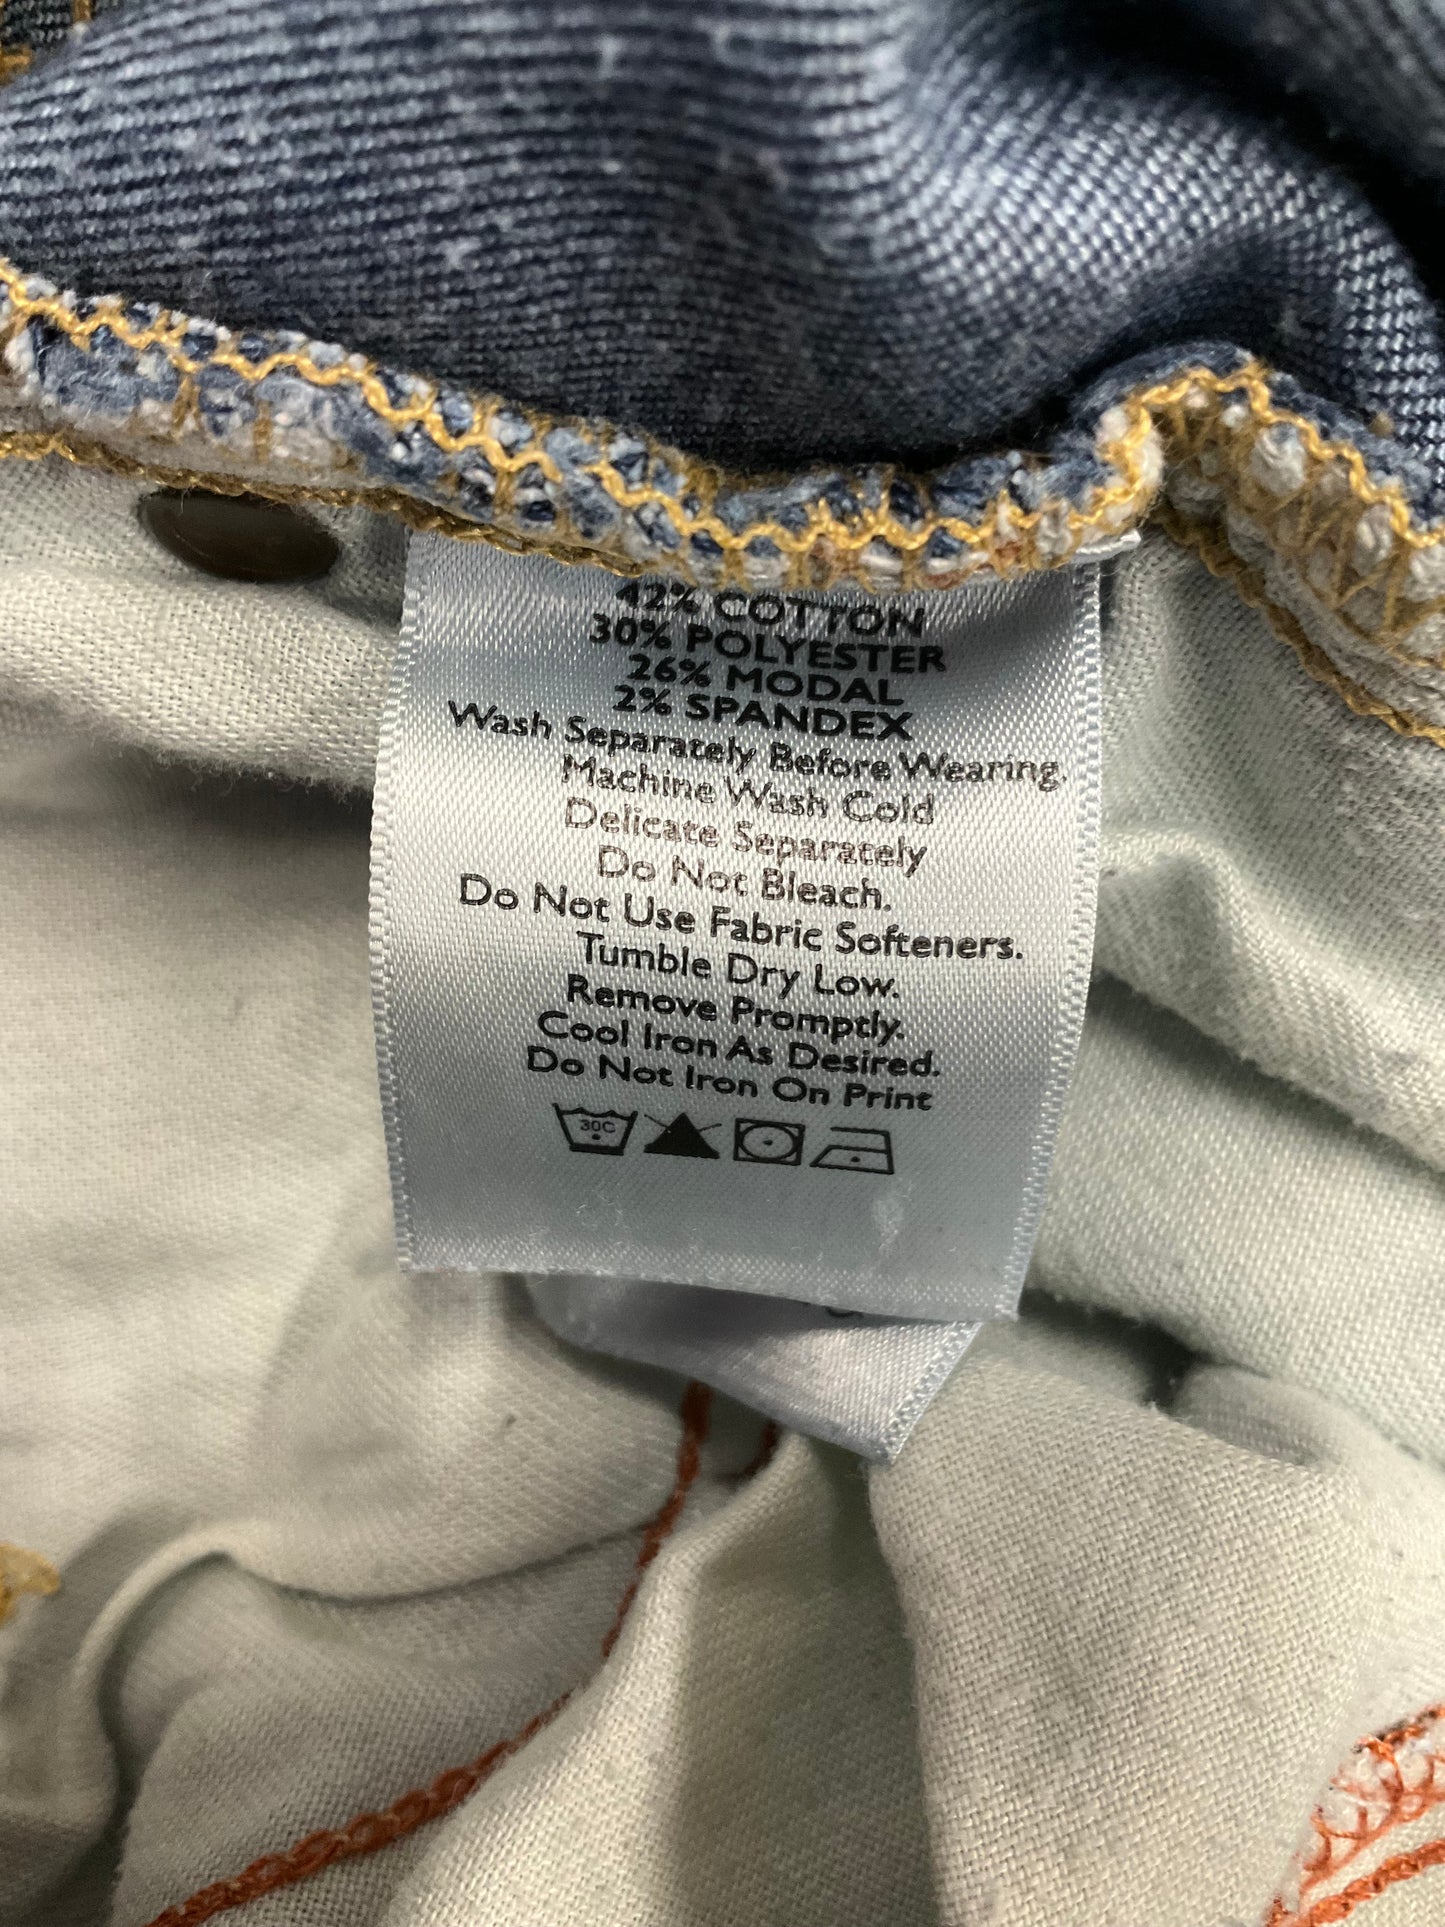 42% COTTON
30% POLYESTER
26% MODAL
2% SPANDEX
Wash Separately Before Wearing.
Machine Wash Cold
Delicate Separately
Do Not Bleach.
Do Not Use Fabric Softeners.
Tumble Dry Low.
Remove Promptly.
Cool Iron As Desired.
Do Not Iron On Print
30C